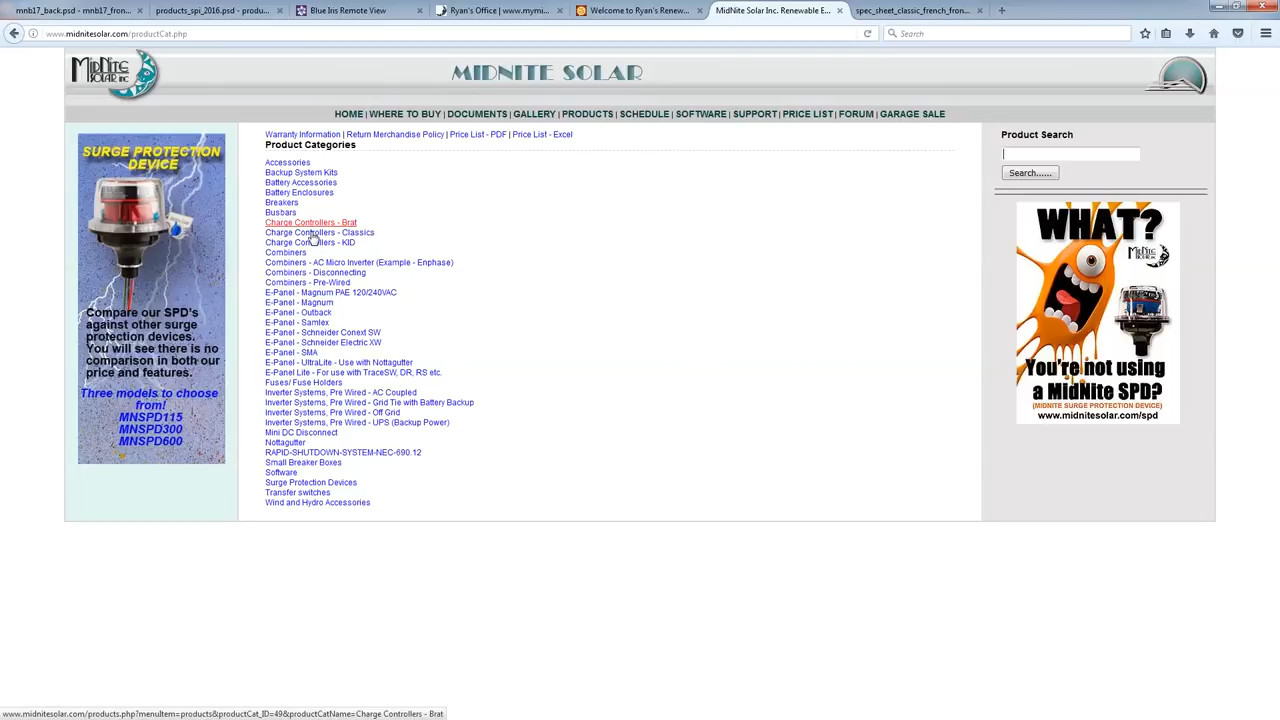 mnb17_back.psd - mnb17_fron... ×
products_spi_2016.psd - produ... ×
Blue Iris Remote View ×
Ryan's Office | www.mymi... ×
Welcome to Ryan's Renew... ×
MidNite Solar Inc. Renewable E... ×
spec_sheet_classic_french_fron... ×
www.midnitesolar.com/productCat.php
Search
MIDNITE
SOLAR INC
MIDNITE SOLAR
HOME | WHERE TO BUY | DOCUMENTS | GALLERY | PRODUCTS | SCHEDULE | SOFTWARE | SUPPORT | PRICE LIST | FORUM | GARAGE SALE
SURGE PROTECTION
DEVICE
Compare our SPD's
against other surge
protection devices.
You will see there is no
comparison in both our
price and features.
Three models to choose
from!
MNSPD115
MNSPD300
MNSPD600
Warranty Information | Return Merchandise Policy | Price List - PDF | Price List - Excel
Product Categories
Accessories
Backup System Kits
Battery Accessories
Battery Enclosures
Breakers
Busbars
Charge Controllers - Brat
Charge Controllers - Classics
Charge Controllers - KID
Combiners
Combiners - AC Micro Inverter (Example - Enphase)
Combiners - Disconnecting
Combiners - Pre-Wired
E-Panel - Magnum PAE 120/240VAC
E-Panel - Magnum
E-Panel - Outback
E-Panel - Samlex
E-Panel - Schneider Conext SW
E-Panel - Schneider Electric XW
E-Panel - SMA
E-Panel - UltraLite - Use with Nottagutter
E-Panel Lite - For use with TraceSW, DR, RS etc.
Fuses/ Fuse Holders
Inverter Systems, Pre Wired - AC Coupled
Inverter Systems, Pre Wired - Grid Tie with Battery Backup
Inverter Systems, Pre Wired - Off Grid
Inverter Systems, Pre Wired - UPS (Backup Power)
Mini DC Disconnect
Nottagutter
RAPID-SHUTDOWN-SYSTEM-NEC-690.12
Small Breaker Boxes
Software
Surge Protection Devices
Transfer switches
Wind and Hydro Accessories
Product Search
Search......
WHAT?
MIDNITE
You're not using
a MidNite SPD?
(MIDNITE SURGE PROTECTION DEVICE)
www.midnitesolar.com/spd
www.midnitesolar.com/products.php?menuItem=products&productCat_ID=49&productCatName=Charge Controllers - Brat